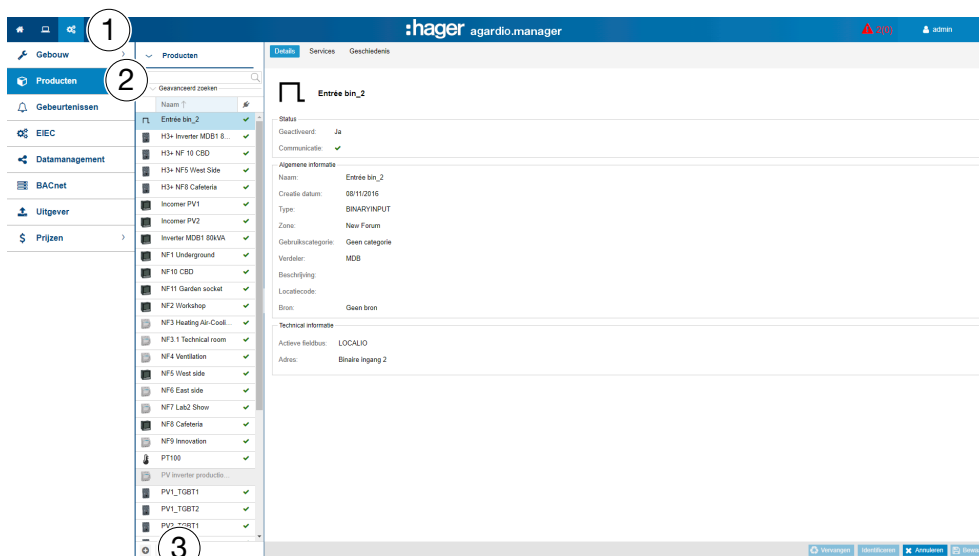 1
:hager agardio.manager
admin
Gebouw
Producten
Gebeurtenissen
EIEC
Datamanagement
BACnet
Uitgever
Prijzen
2
Producten
Geavanceerd zoeken
Naam
Entrée bin_2
H3+ Inverter MDB1 8...
H3+ NF 10 CBD
H3+ NF5 West Side
H3+ NF8 Cafeteria
Incomer PV1
Incomer PV2
Inverter MDB1 80kVA
NF1 Underground
NF10 CBD
NF11 Garden socket
NF2 Workshop
NF3 Heating Air-Cooli...
NF3.1 Technical room
NF4 Ventilation
NF5 West side
NF6 East side
NF7 Lab2 Show
NF8 Cafeteria
NF9 Innovation
PT100
PV inverter productio...
PV1_TGBT1
PV1_TGBT2
PV2_TGBT1
3
Details Services Geschiedenis
Entrée bin_2
Status
Geactiveerd: Ja
Communicatie:
Algemene informatie
Naam: Entrée bin_2
Creatie datum: 08/11/2016
Type: BINARYINPUT
Zone: New Forum
Gebruikscategorie: Geen categorie
Verdeler: MDB
Beschrijving:
Locatiecode:
Bron: Geen bron
Technical informatie
Actieve fieldbus: LOCALIO
Adres: Binaire ingang 2
Vervangen Identificeren Annuleren